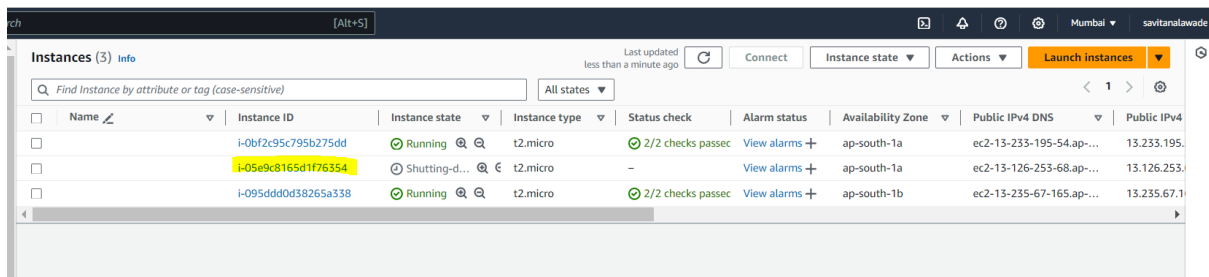 rch [Alt+S] Mumbai savitanalawade
Instances (3) Info Last updated less than a minute ago Connect Instance state Actions Launch instances
Find Instance by attribute or tag (case-sensitive) All states 1
Name Instance ID Instance state Instance type Status check Alarm status Availability Zone Public IPv4 DNS Public IPv4
i-0bf2c95c795b275dd Running t2.micro 2/2 checks passec View alarms + ap-south-1a ec2-13-233-195-54.ap-... 13.233.195.
i-05e9c8165d1f76354 Shutting-d... t2.micro – View alarms + ap-south-1a ec2-13-126-253-68.ap-... 13.126.253.
i-095ddd0d38265a338 Running t2.micro 2/2 checks passec View alarms + ap-south-1b ec2-13-235-67-165.ap-... 13.235.67.1